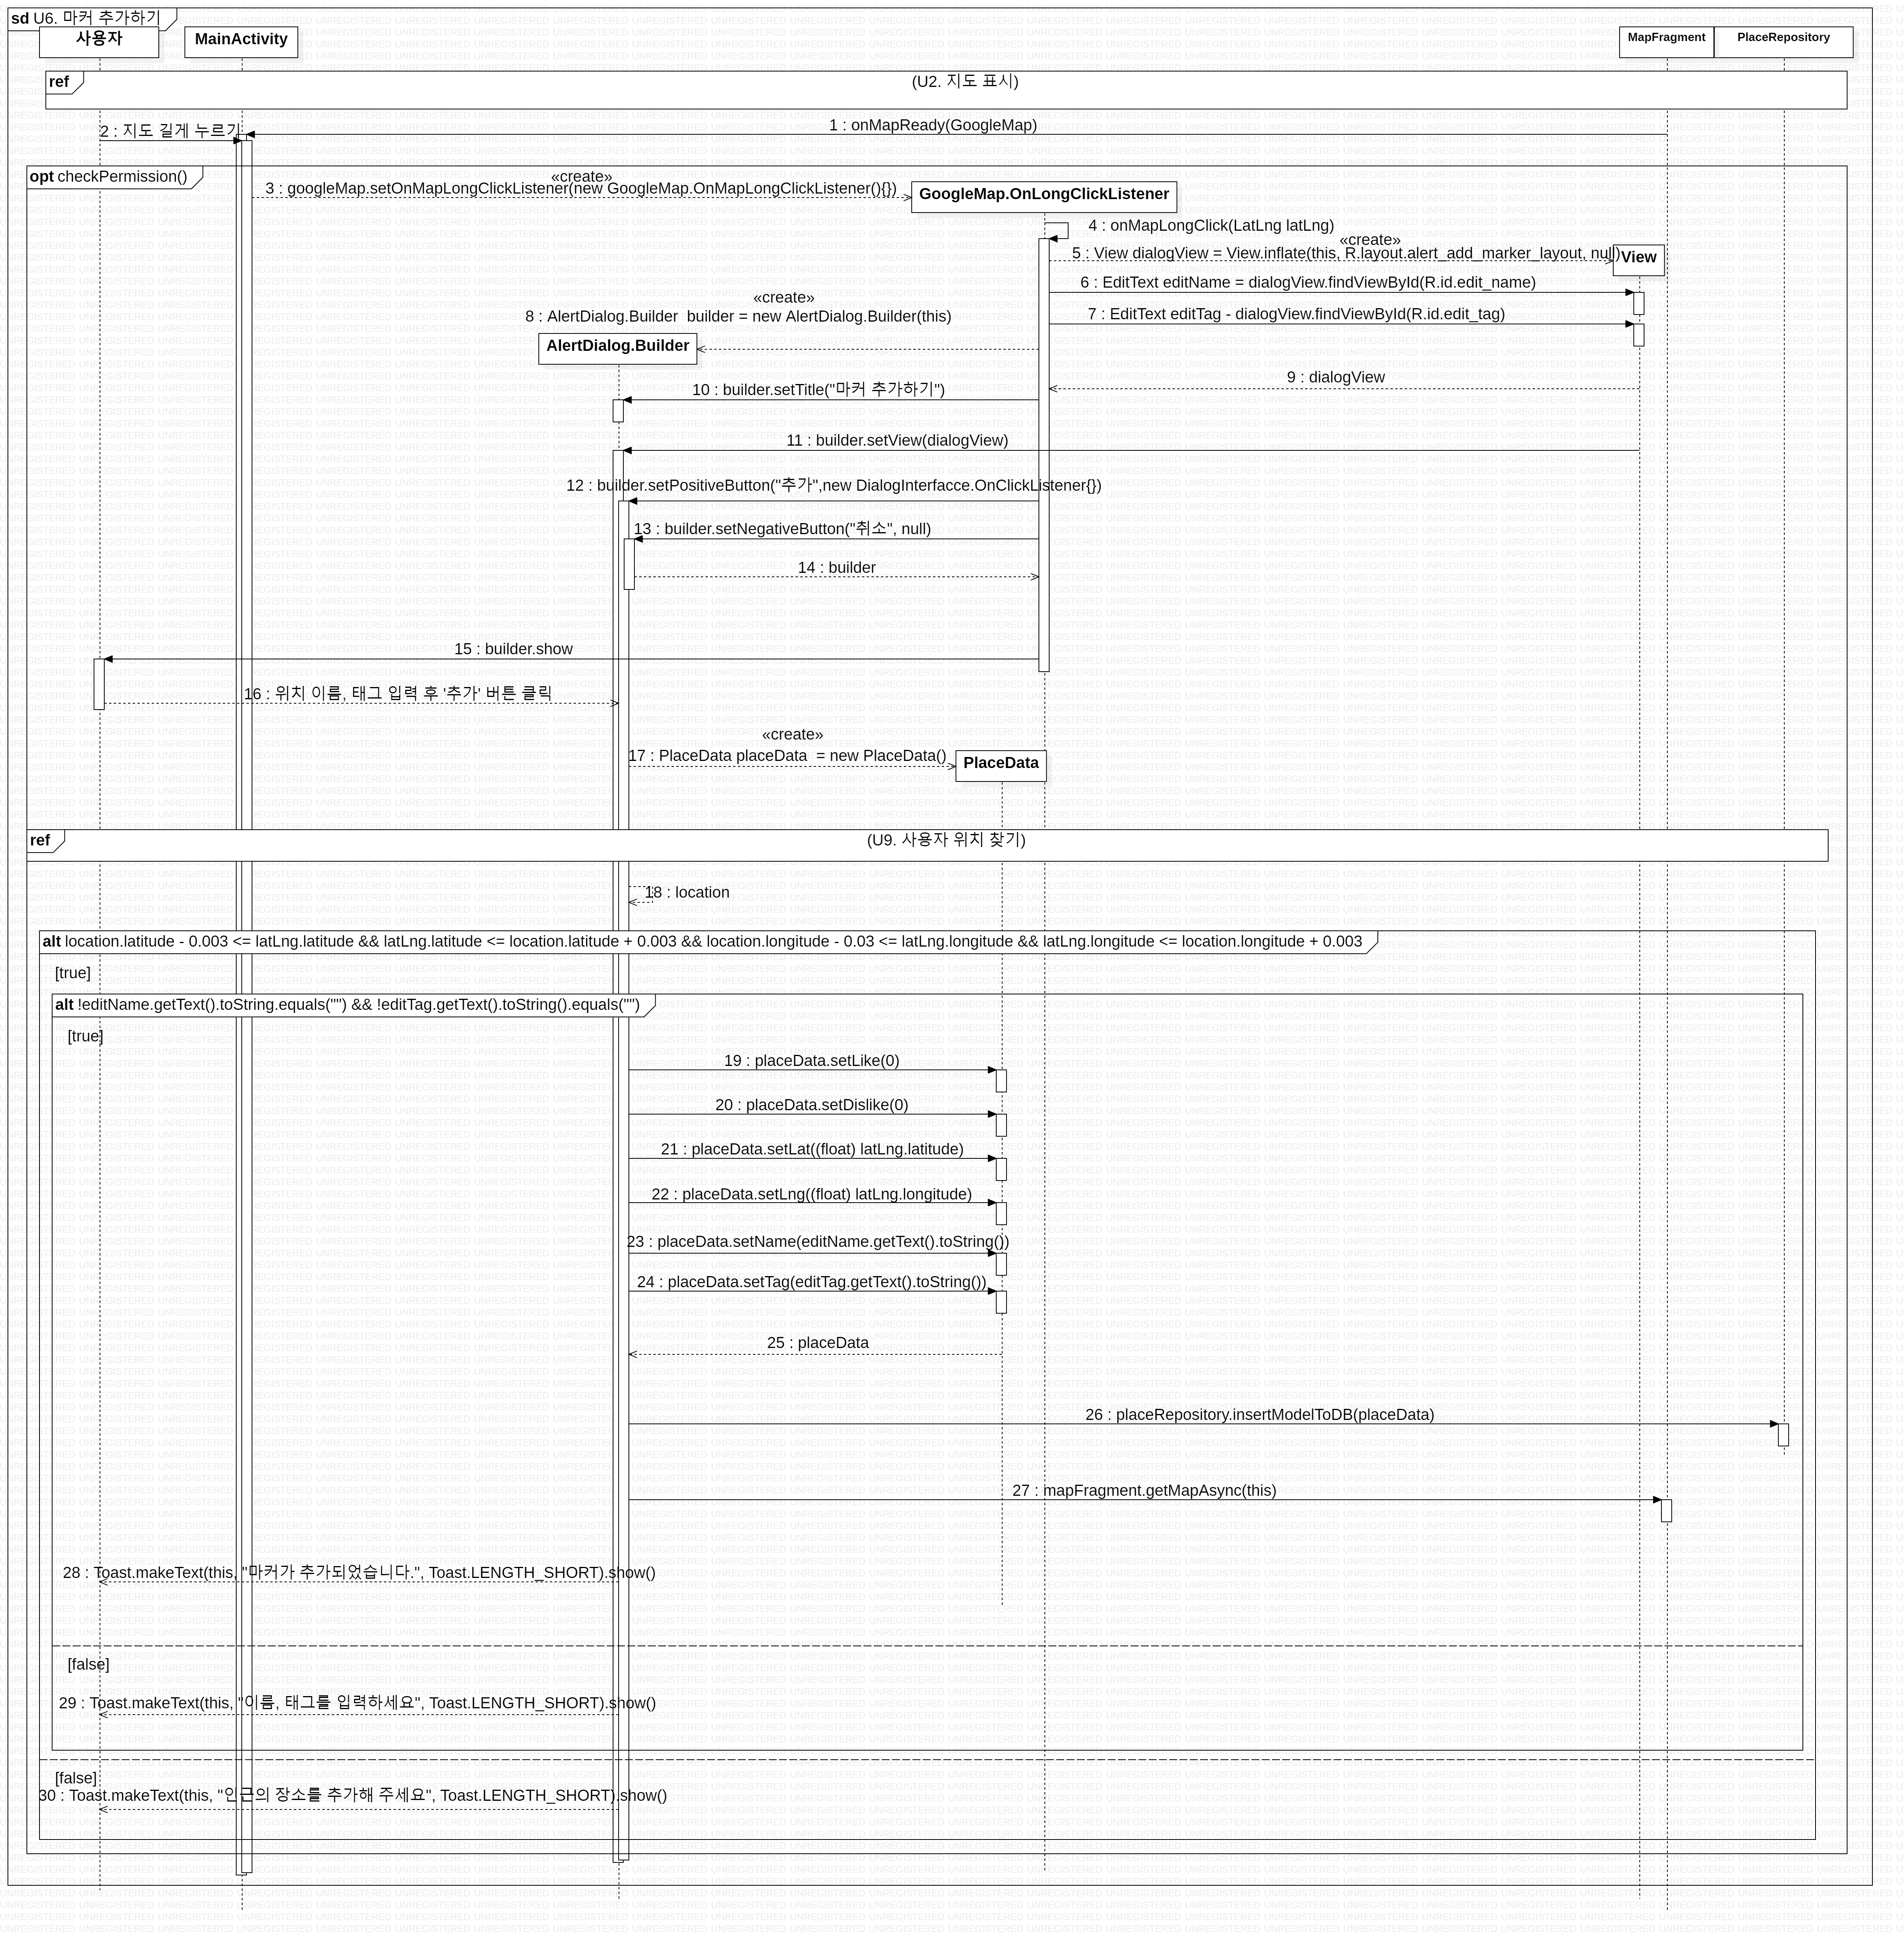 sd U6. 마커 추가하기
사용자
MainActivity
MapFragment
PlaceRepository
ref
(U2. 지도 표시)
1 : onMapReady(GoogleMap)
2 : 지도 길게 누르기
opt checkPermission()
«create»
3 : googleMap.setOnMapLongClickListener(new GoogleMap.OnMapLongClickListener(){})
GoogleMap.OnLongClickListener
4 : onMapLongClick(LatLng latLng)
«create»
5 : View dialogView = View.inflate(this, R.layout.alert_add_marker_layout, null)
View
6 : EditText editName = dialogView.findViewById(R.id.edit_name)
«create»
7 : EditText editTag - dialogView.findViewById(R.id.edit_tag)
8 : AlertDialog.Builder  builder = new AlertDialog.Builder(this)
AlertDialog.Builder
9 : dialogView
10 : builder.setTitle("마커 추가하기")
11 : builder.setView(dialogView)
12 : builder.setPositiveButton("추가",new DialogInterfacce.OnClickListener{})
13 : builder.setNegativeButton("취소", null)
14 : builder
15 : builder.show
16 : 위치 이름, 태그 입력 후 '추가' 버튼 클릭
«create»
17 : PlaceData placeData  = new PlaceData()
PlaceData
ref
(U9. 사용자 위치 찾기)
18 : location
alt location.latitude - 0.003 <= latLng.latitude && latLng.latitude <= location.latitude + 0.003 && location.longitude - 0.03 <= latLng.longitude && latLng.longitude <= location.longitude + 0.003
[true]
alt !editName.getText().toString.equals("") && !editTag.getText().toString().equals("")
[true]
19 : placeData.setLike(0)
20 : placeData.setDislike(0)
21 : placeData.setLat((float) latLng.latitude)
22 : placeData.setLng((float) latLng.longitude)
23 : placeData.setName(editName.getText().toString())
24 : placeData.setTag(editTag.getText().toString())
25 : placeData
26 : placeRepository.insertModelToDB(placeData)
27 : mapFragment.getMapAsync(this)
28 : Toast.makeText(this, "마커가 추가되었습니다.", Toast.LENGTH_SHORT).show()
[false]
29 : Toast.makeText(this, "이름, 태그를 입력하세요", Toast.LENGTH_SHORT).show()
[false]
30 : Toast.makeText(this, "인근의 장소를 추가해 주세요", Toast.LENGTH_SHORT).show()